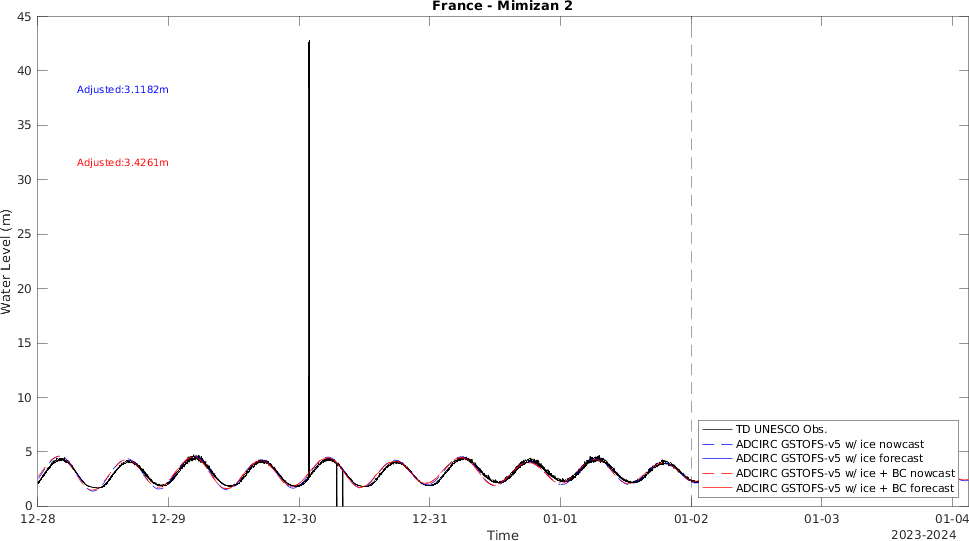 France - Mimizan 2
45
40
35
30
25
20
15
10
5
0
Water Level (m)
Adjusted:3.1182m
Adjusted:3.4261m
TD UNESCO Obs.
ADCIRC GSTOFS-v5 w/ ice nowcast
ADCIRC GSTOFS-v5 w/ ice forecast
ADCIRC GSTOFS-v5 w/ ice + BC nowcast
ADCIRC GSTOFS-v5 w/ ice + BC forecast
12-28 12-29 12-30 12-31 01-01 01-02 01-03 01-04
Time
2023-2024